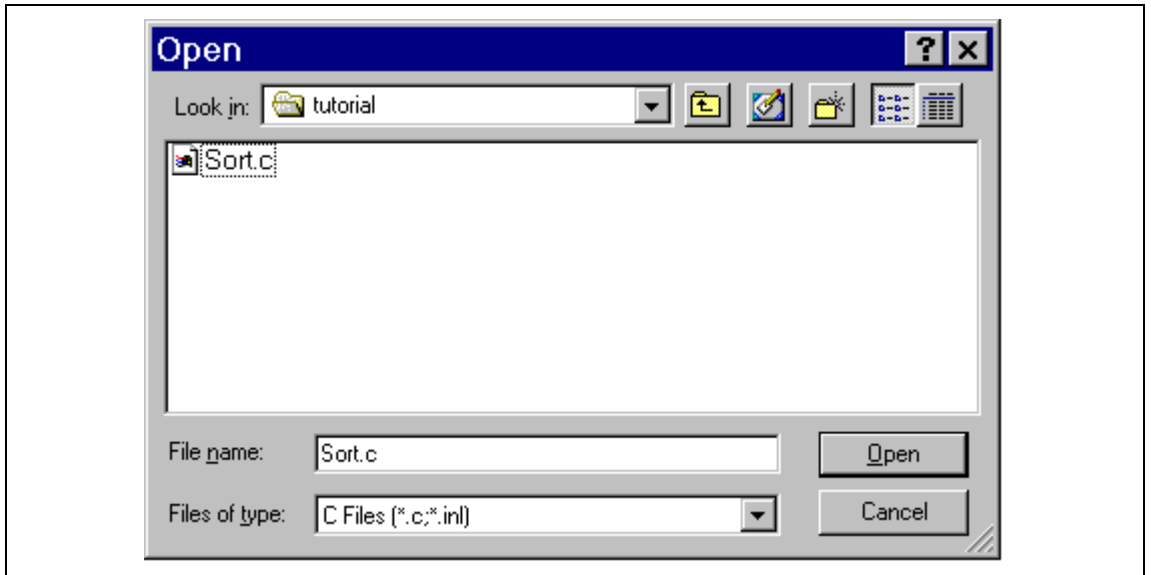 Open
Look in: tutorial
Sort.c
File name: Sort.c Open
Files of type: C Files (*.c;*.inl) Cancel